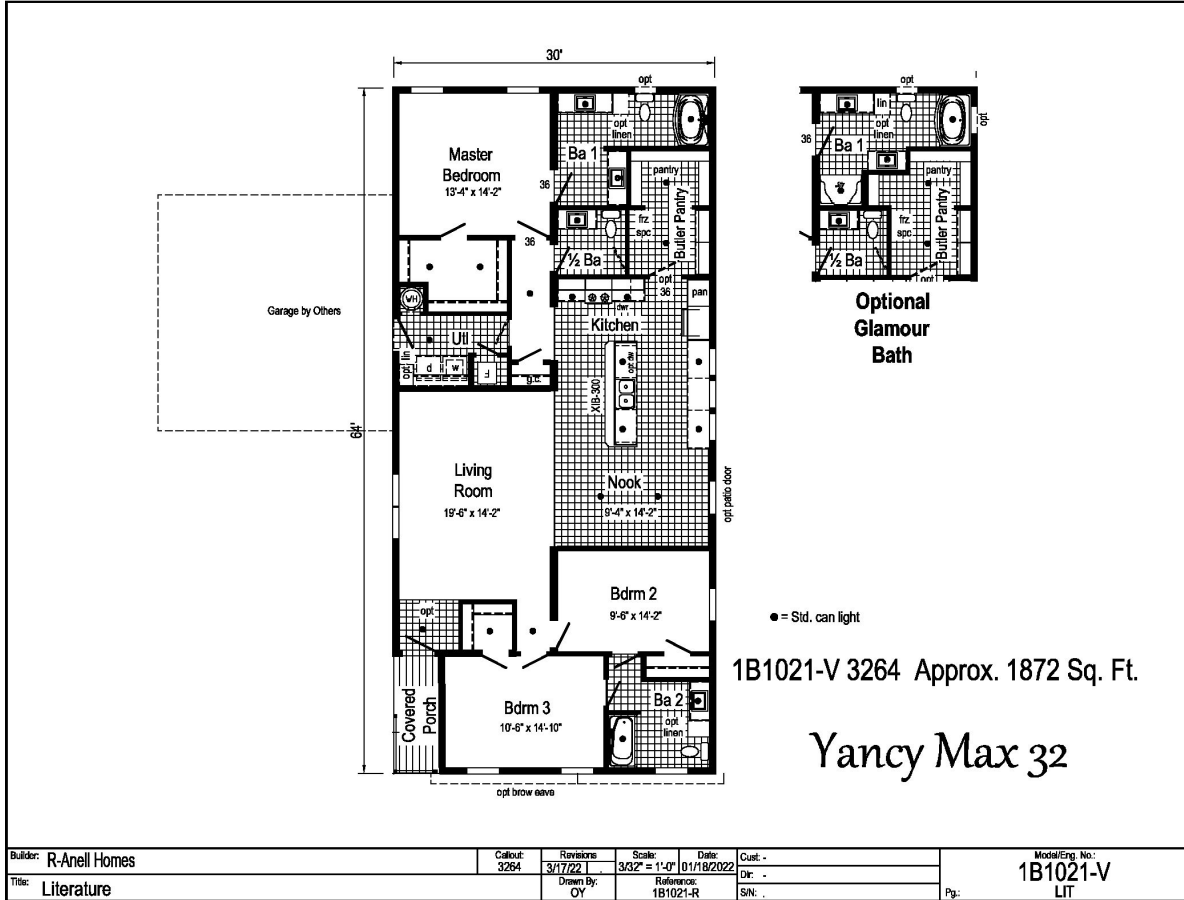 30'
opt
lin
opt
linen
Ba 1
36
Master
Bedroom
13'-4" x 14'-2"
36
pantry
frz
spc
Butler Pantry
½ Ba
opt
36
pan
WH
Utl
opt lin
d
w
F
g.c.
dwr
Kitchen
opt dw
XIB-300
64'
Garage by Others
Living
Room
19'-6" x 14'-2"
Nook
9'-4" x 14'-2"
opt patio door
Bdrm 2
9'-6" x 14'-2"
opt
Covered
Porch
Bdrm 3
10'-6" x 14'-10"
Ba 2
opt
linen
opt brow eave
opt
lin
opt
linen
opt
36
Ba 1
pantry
frz
spc
Butler Pantry
½ Ba
opt
Optional
Glamour
Bath
● = Std. can light
1B1021-V 3264 Approx. 1872 Sq. Ft.
Yancy Max 32
Builder: R-Anell Homes
Title: Literature
Callout:
3264
Revisions
3/17/22 .
Drawn By:
OY
Scale:
3/32" = 1'-0"
Date:
01/18/2022
Reference:
1B1021-R
Cust: -
Dir: -
S/N: .
Model/Eng. No.:
1B1021-V
Pg.: LIT